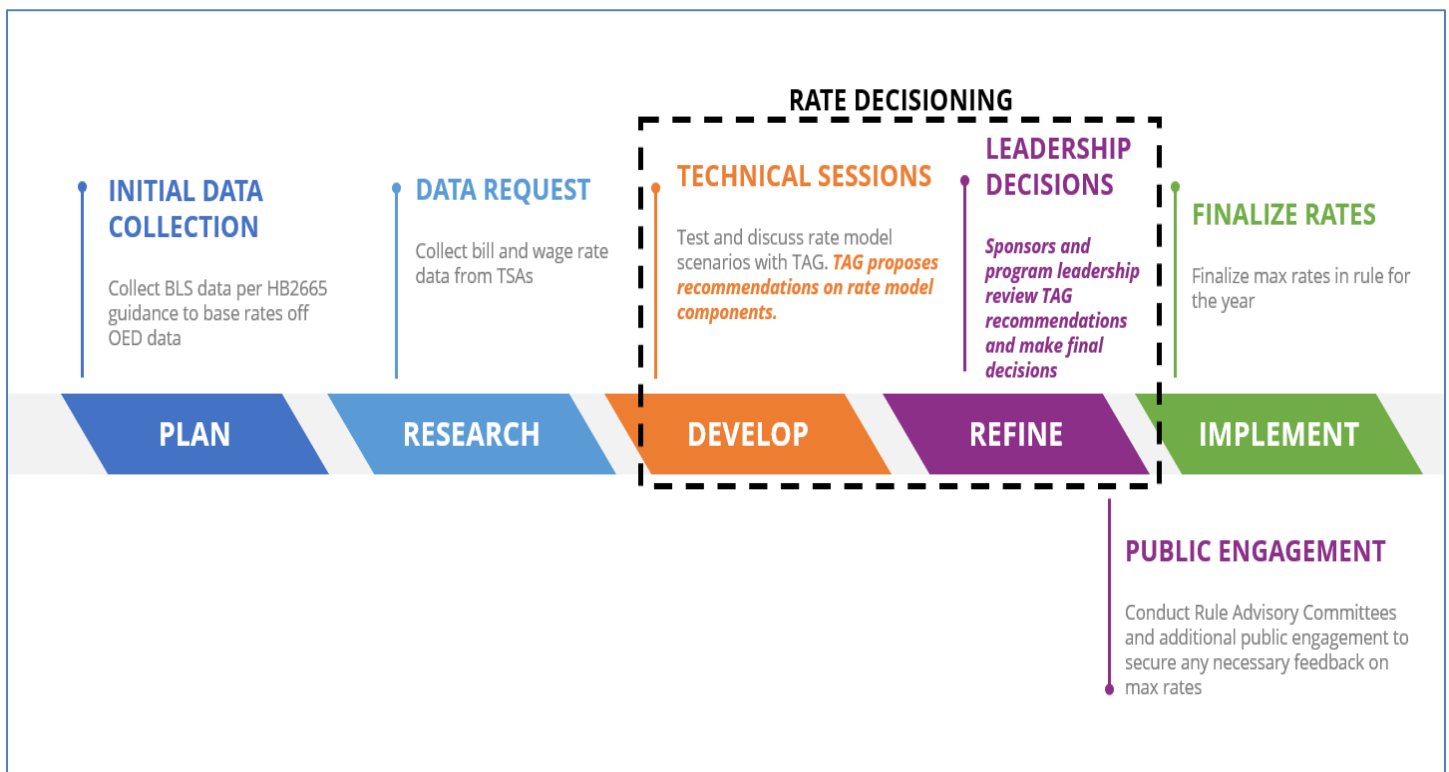 RATE DECISIONING
INITIAL DATA
COLLECTION
Collect BLS data per HB2665
guidance to base rates off
OED data
DATA REQUEST
Collect bill and wage rate
data from TSAs
TECHNICAL SESSIONS
Test and discuss rate model
scenarios with TAG. TAG proposes
recommendations on rate model
components.
LEADERSHIP
DECISIONS
Sponsors and
program leadership
review TAG
recommendations
and make final
decisions
FINALIZE RATES
Finalize max rates in rule for
the year
PLAN
RESEARCH
DEVELOP
REFINE
IMPLEMENT
PUBLIC ENGAGEMENT
Conduct Rule Advisory Committees
and additional public engagement to
secure any necessary feedback on
max rates